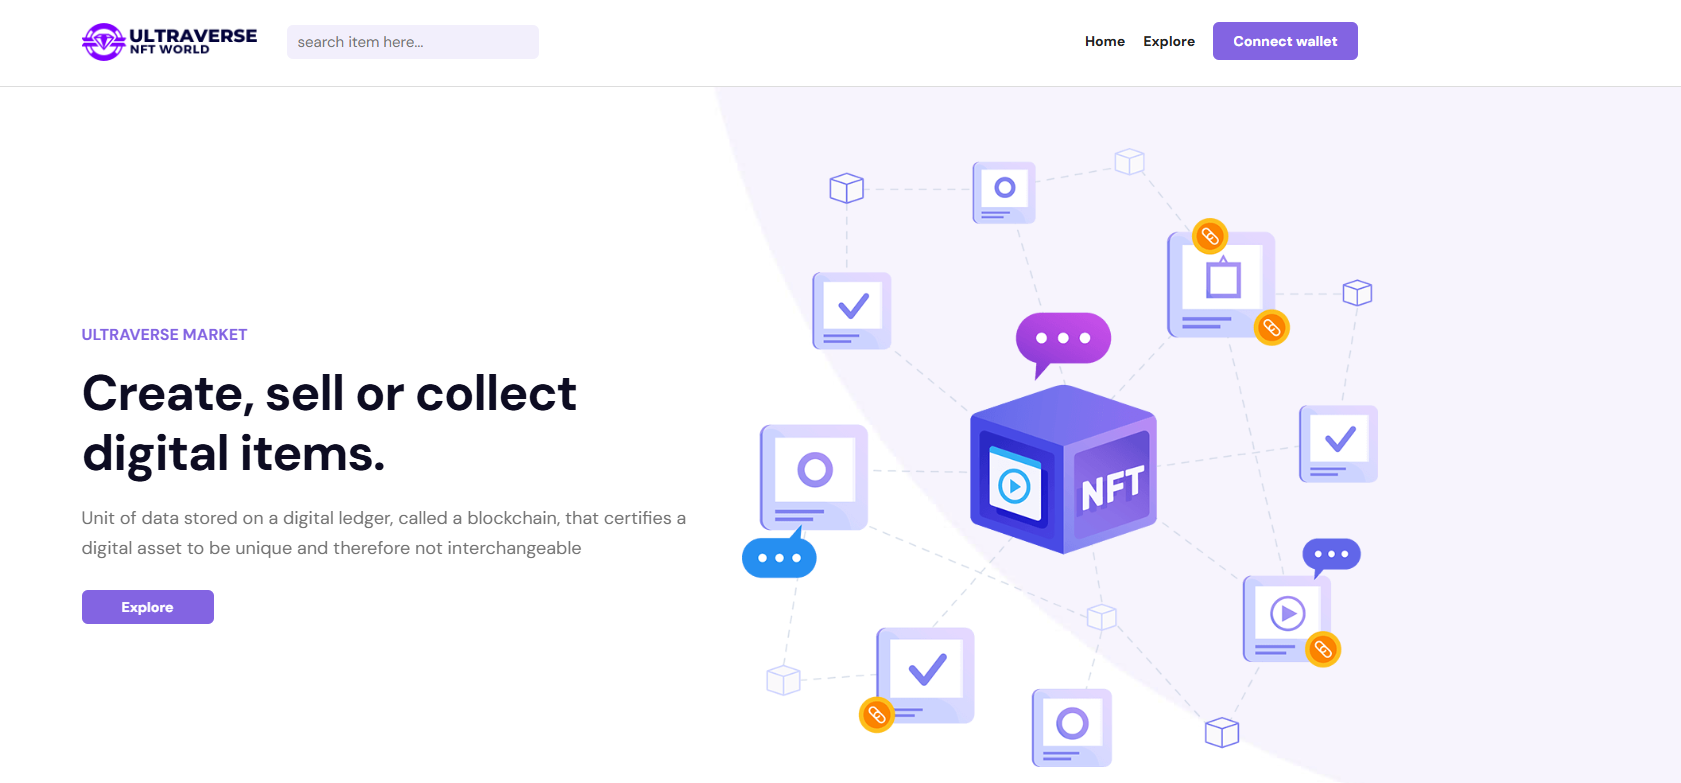 ULTRAVERSE
NFT WORLD
search item here...
Home
Explore
Connect wallet
ULTRAVERSE MARKET
Create, sell or collect
digital items.
Unit of data stored on a digital ledger, called a blockchain, that certifies a
digital asset to be unique and therefore not interchangeable
Explore
NFT